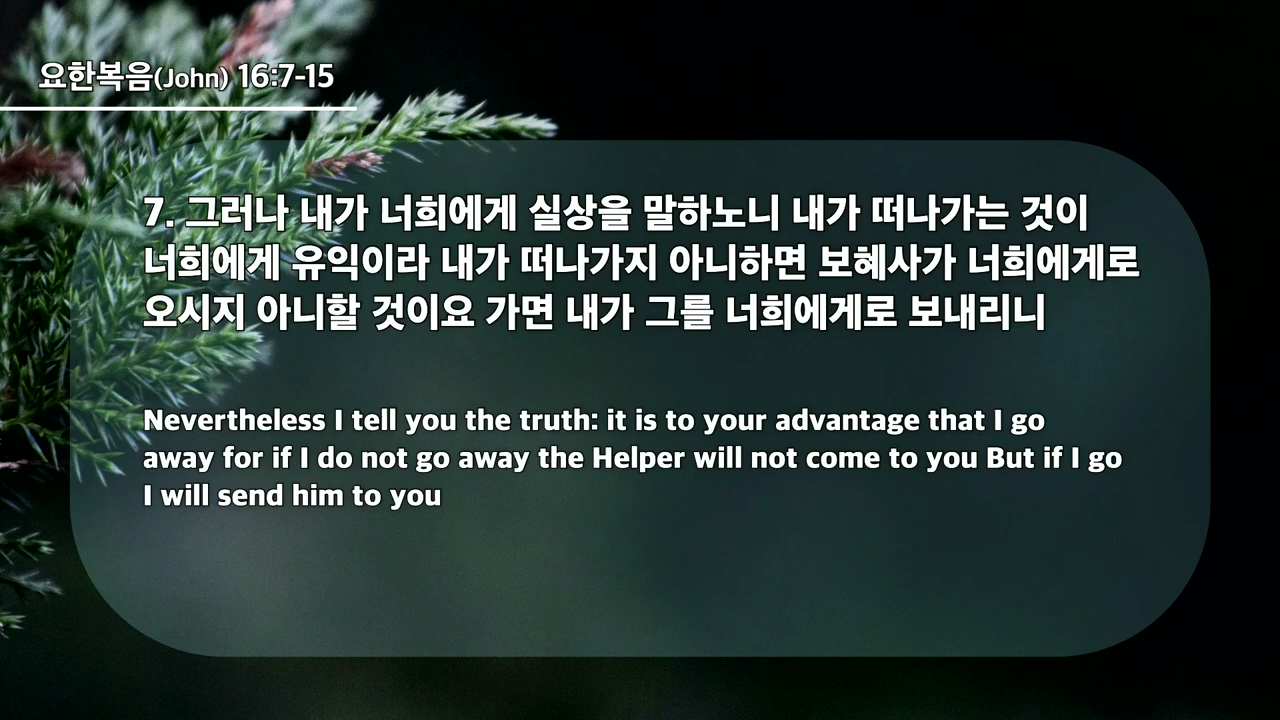 요한복음(John) 16:7-15
7. 그러나 내가 너희에게 실상을 말하노니 내가 떠나가는 것이
너희에게 유익이라 내가 떠나가지 아니하면 보혜사가 너희에게로
오시지 아니할 것이요 가면 내가 그를 너희에게로 보내리니
Nevertheless I tell you the truth: it is to your advantage that I go
away for if I do not go away the Helper will not come to you But if I go
I will send him to you